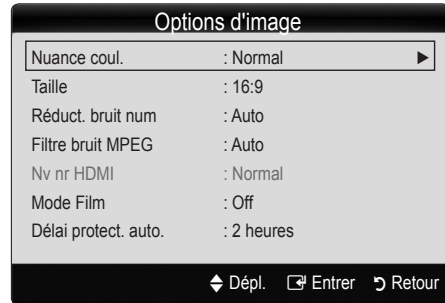 Options d'image
Nuance coul. : Normal ►
Taille : 16:9
Réduct. bruit num : Auto
Filtre bruit MPEG : Auto
Nv nr HDMI : Normal
Mode Film : Off
Délai protect. auto. : 2 heures
Dépl. Entrer Retour